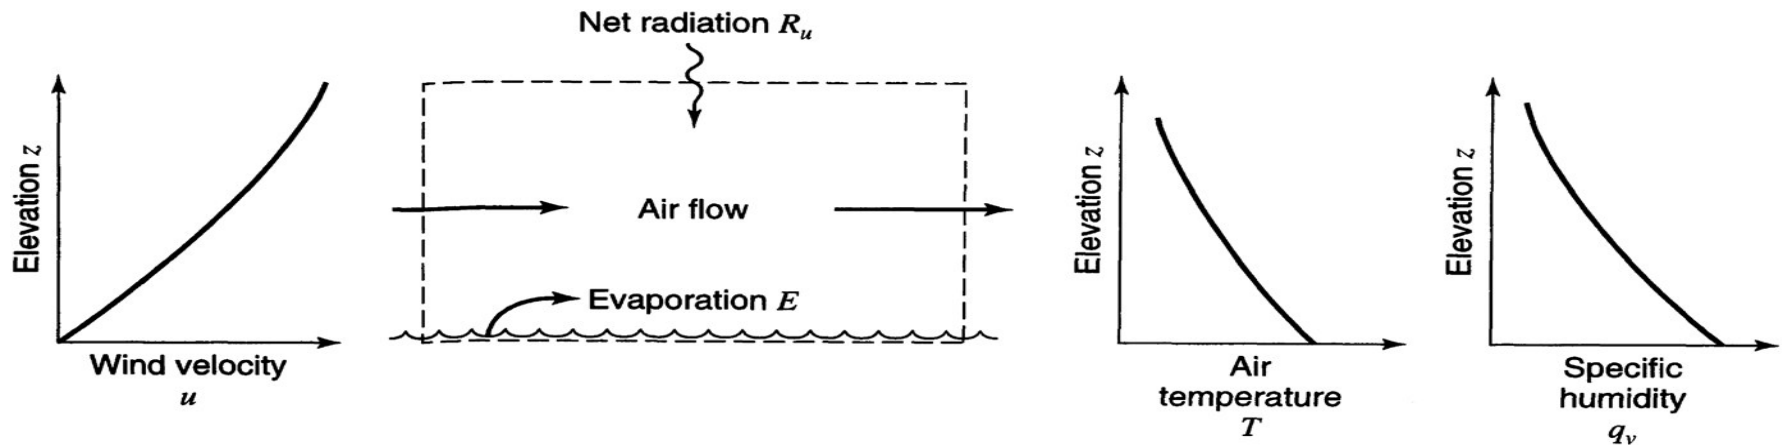 Net radiation R_u
Elevation z
Wind velocity
u
Air flow
Evaporation E
Elevation z
Air
temperature
T
Elevation z
Specific
humidity
q_v